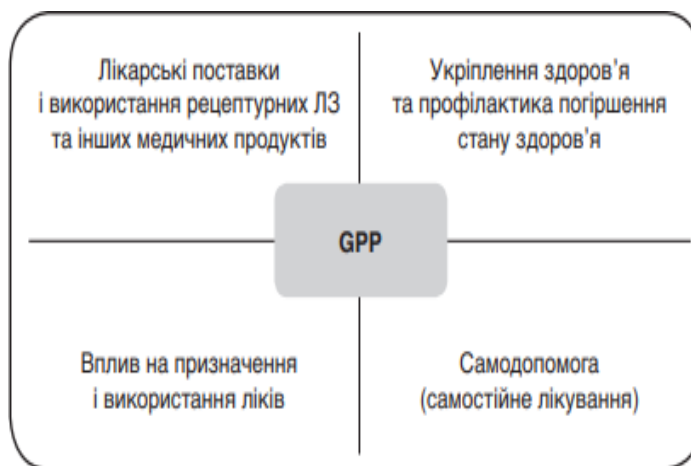 Лікарські поставки
і використання рецептурних ЛЗ
та інших медичних продуктів
Укріплення здоров’я
та профілактика погіршення
стану здоров’я
GPP
Вплив на призначення
і використання ліків
Самодопомога
(самостійне лікування)